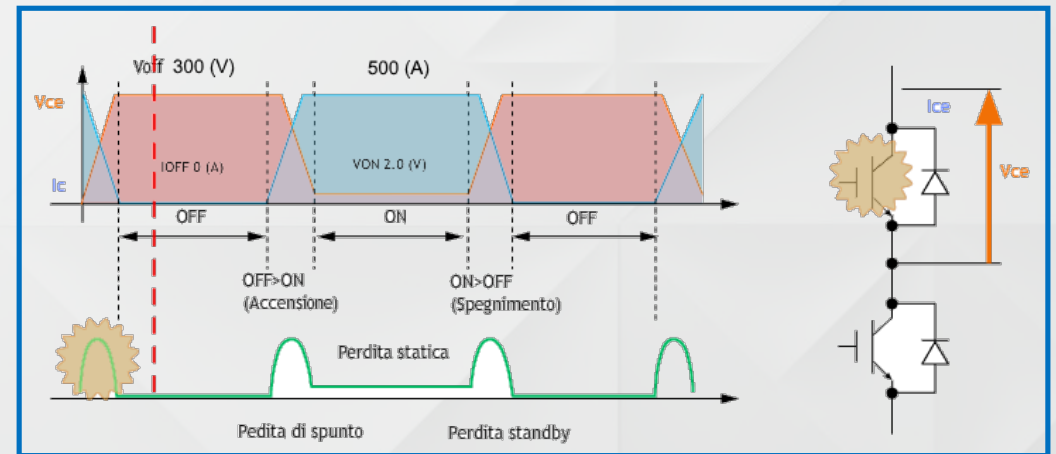 Voff 300 (V)
500 (A)
Vce
IOFF 0 (A)
VON 2.0 (V)
Ic
OFF
ON
OFF
OFF>ON
(Accensione)
ON>OFF
(Spegnimento)
Perdita statica
Pedita di spunto
Perdita standby
Ice
Vce